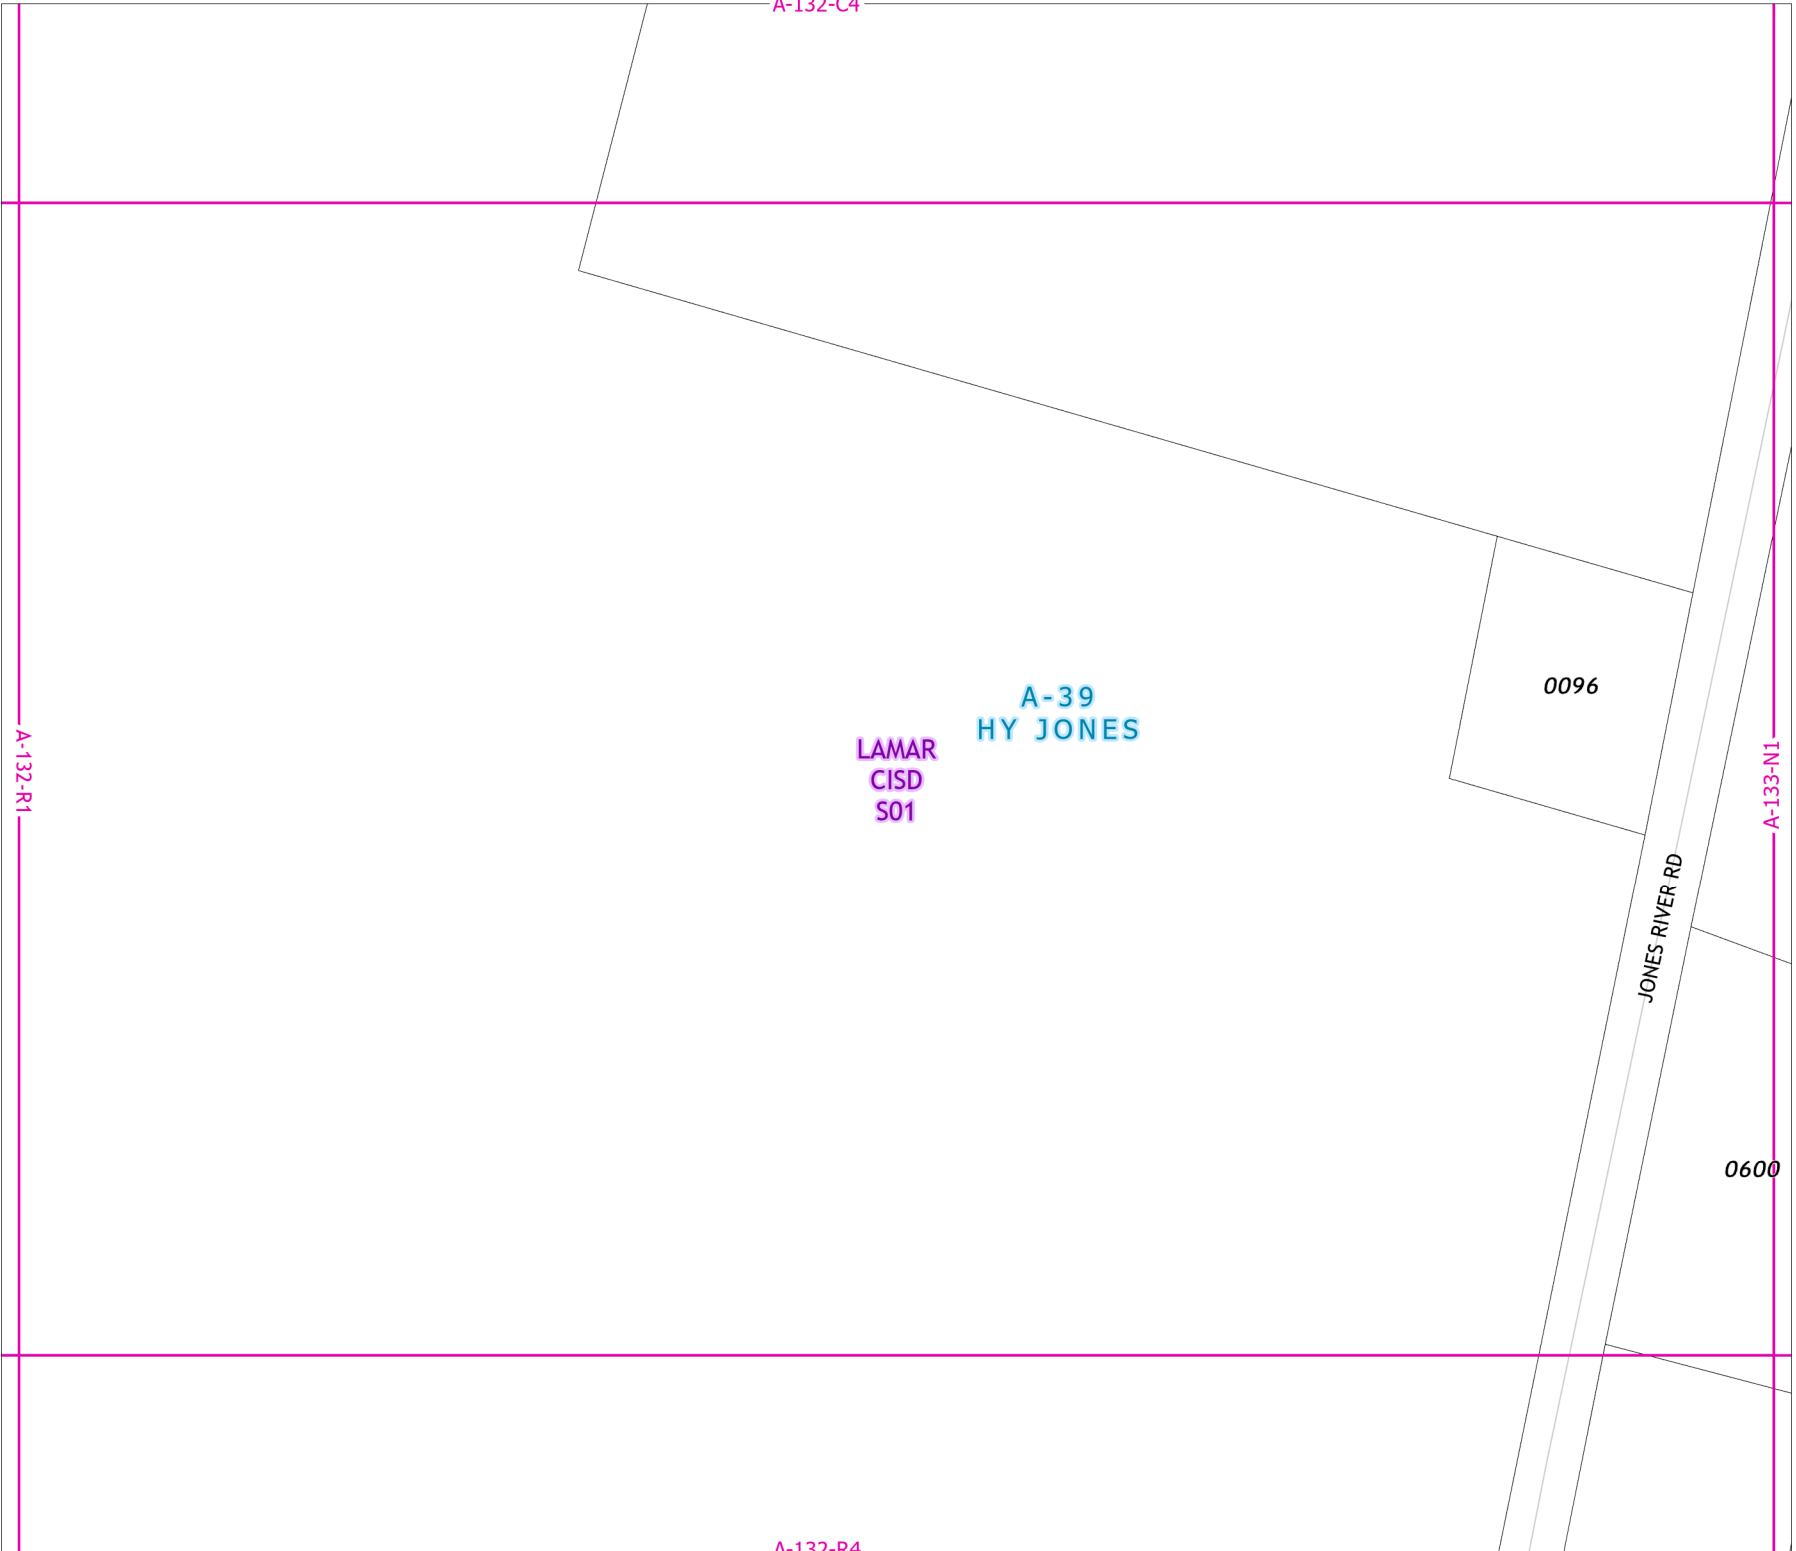 A-132-C4
0096
A-39
HY JONES
LAMAR
CISD
S01
A-132-R1
A-133-N1
JONES RIVER RD
0600
A-132-R4